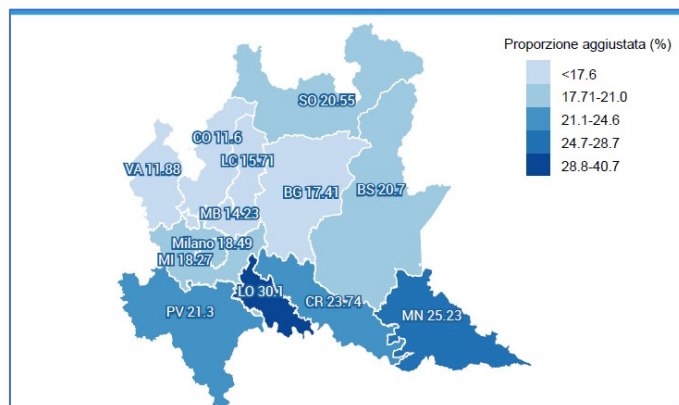 Proporzione aggiustata (%)
<17.6
17.71-21.0
21.1-24.6
24.7-28.7
28.8-40.7
SO 20.55
CO 11.6
LC 15.71
VA 11.88
BG 17.41
BS 20.7
MB 14.23
Milano 18.49
MI 18.27
LO 30.1
CR 23.74
PV 21.3
MN 25.23